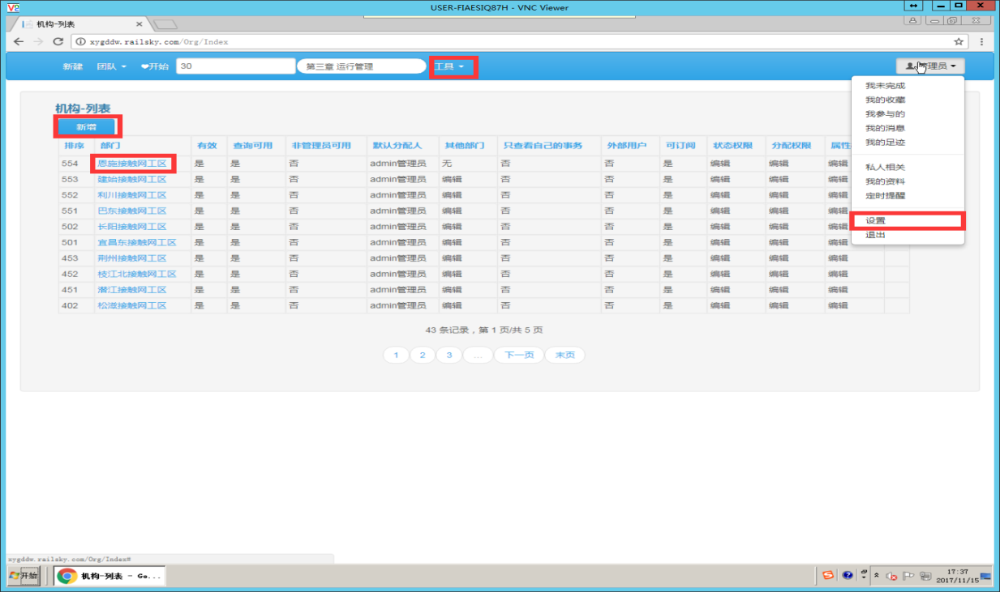 USER-FIAESIQ87H - VNC Viewer
机构-列表
xygddw.railsky.com/Org/Index
新建 团队 开始 30 第三章 运行管理 工具 管理员
我未完成
我的收藏
我参与的
我的消息
我的足迹
私人相关
我的资料
定时提醒
设置
退出
机构-列表
新增
排序 部门 有效 查询可用 非管理员可用 默认分配人 其他部门 只查看自己的事务 外部用户 可订阅 状态权限 分配权限 属性
554 恩施接触网工区 是 是 否 admin管理员 无 否 否 是 编辑 编辑 编辑
553 建始接触网工区 是 是 否 admin管理员 编辑 否 否 是 编辑 编辑 编辑
552 利川接触网工区 是 是 否 admin管理员 编辑 否 否 是 编辑 编辑 编辑
551 巴东接触网工区 是 是 否 admin管理员 编辑 否 否 是 编辑 编辑 编辑
502 长阳接触网工区 是 是 否 admin管理员 编辑 否 否 是 编辑 编辑 编辑
501 宜昌东接触网工区 是 是 否 admin管理员 编辑 否 否 是 编辑 编辑 编辑
453 荆州接触网工区 是 是 否 admin管理员 编辑 否 否 是 编辑 编辑 编辑
452 枝江北接触网工区 是 是 否 admin管理员 编辑 否 否 是 编辑 编辑 编辑
451 潜江接触网工区 是 是 否 admin管理员 编辑 否 否 是 编辑 编辑 编辑
402 松滋接触网工区 是 是 否 admin管理员 编辑 否 否 是 编辑 编辑 编辑
43 条记录，第 1 页/共 5 页
1 2 3 ... 下一页 末页
xygddw.railsky.com/Org/Index#
开始 机构-列表 - Go...
17:37
2017/11/15